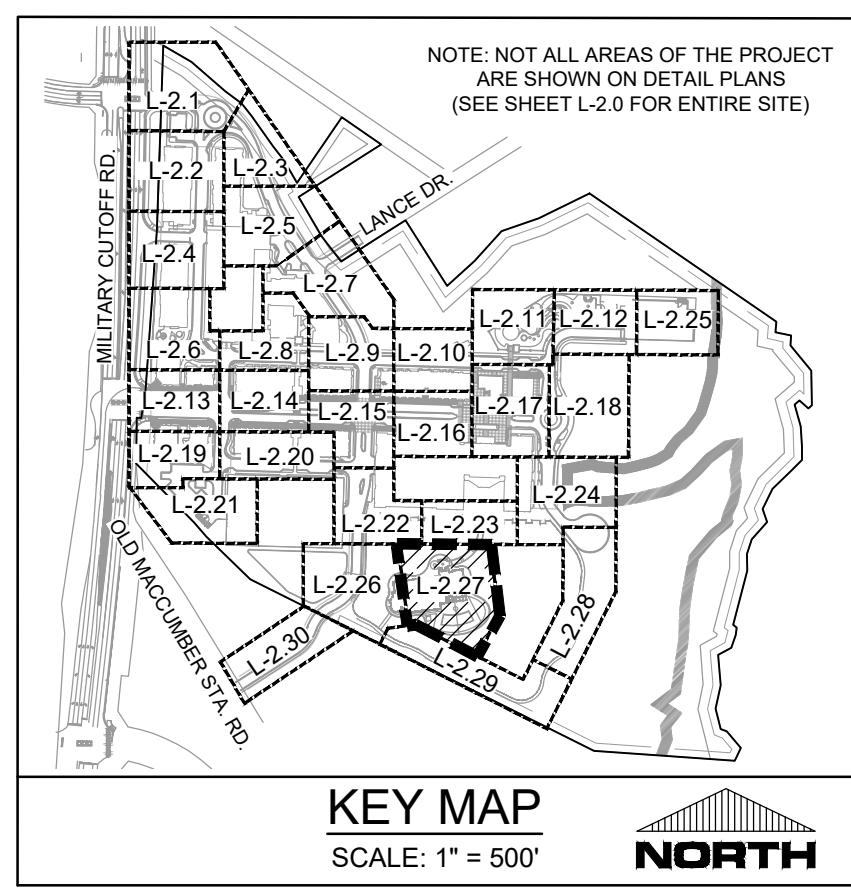 NOTE: NOT ALL AREAS OF THE PROJECT
ARE SHOWN ON DETAIL PLANS
(SEE SHEET L-2.0 FOR ENTIRE SITE)
MILITARY CUTOFF RD.
LANCE DR.
OLD MACCUMBER STA. RD.
L-2.1
L-2.2
L-2.3
L-2.4
L-2.5
L-2.6
L-2.7
L-2.8
L-2.9
L-2.10
L-2.11
L-2.12
L-2.25
L-2.13
L-2.14
L-2.15
L-2.16
L-2.17
L-2.18
L-2.19
L-2.20
L-2.21
L-2.22
L-2.23
L-2.24
L-2.26
L-2.27
L-2.28
L-2.29
L-2.30
KEY MAP
SCALE: 1" = 500'
NORTH